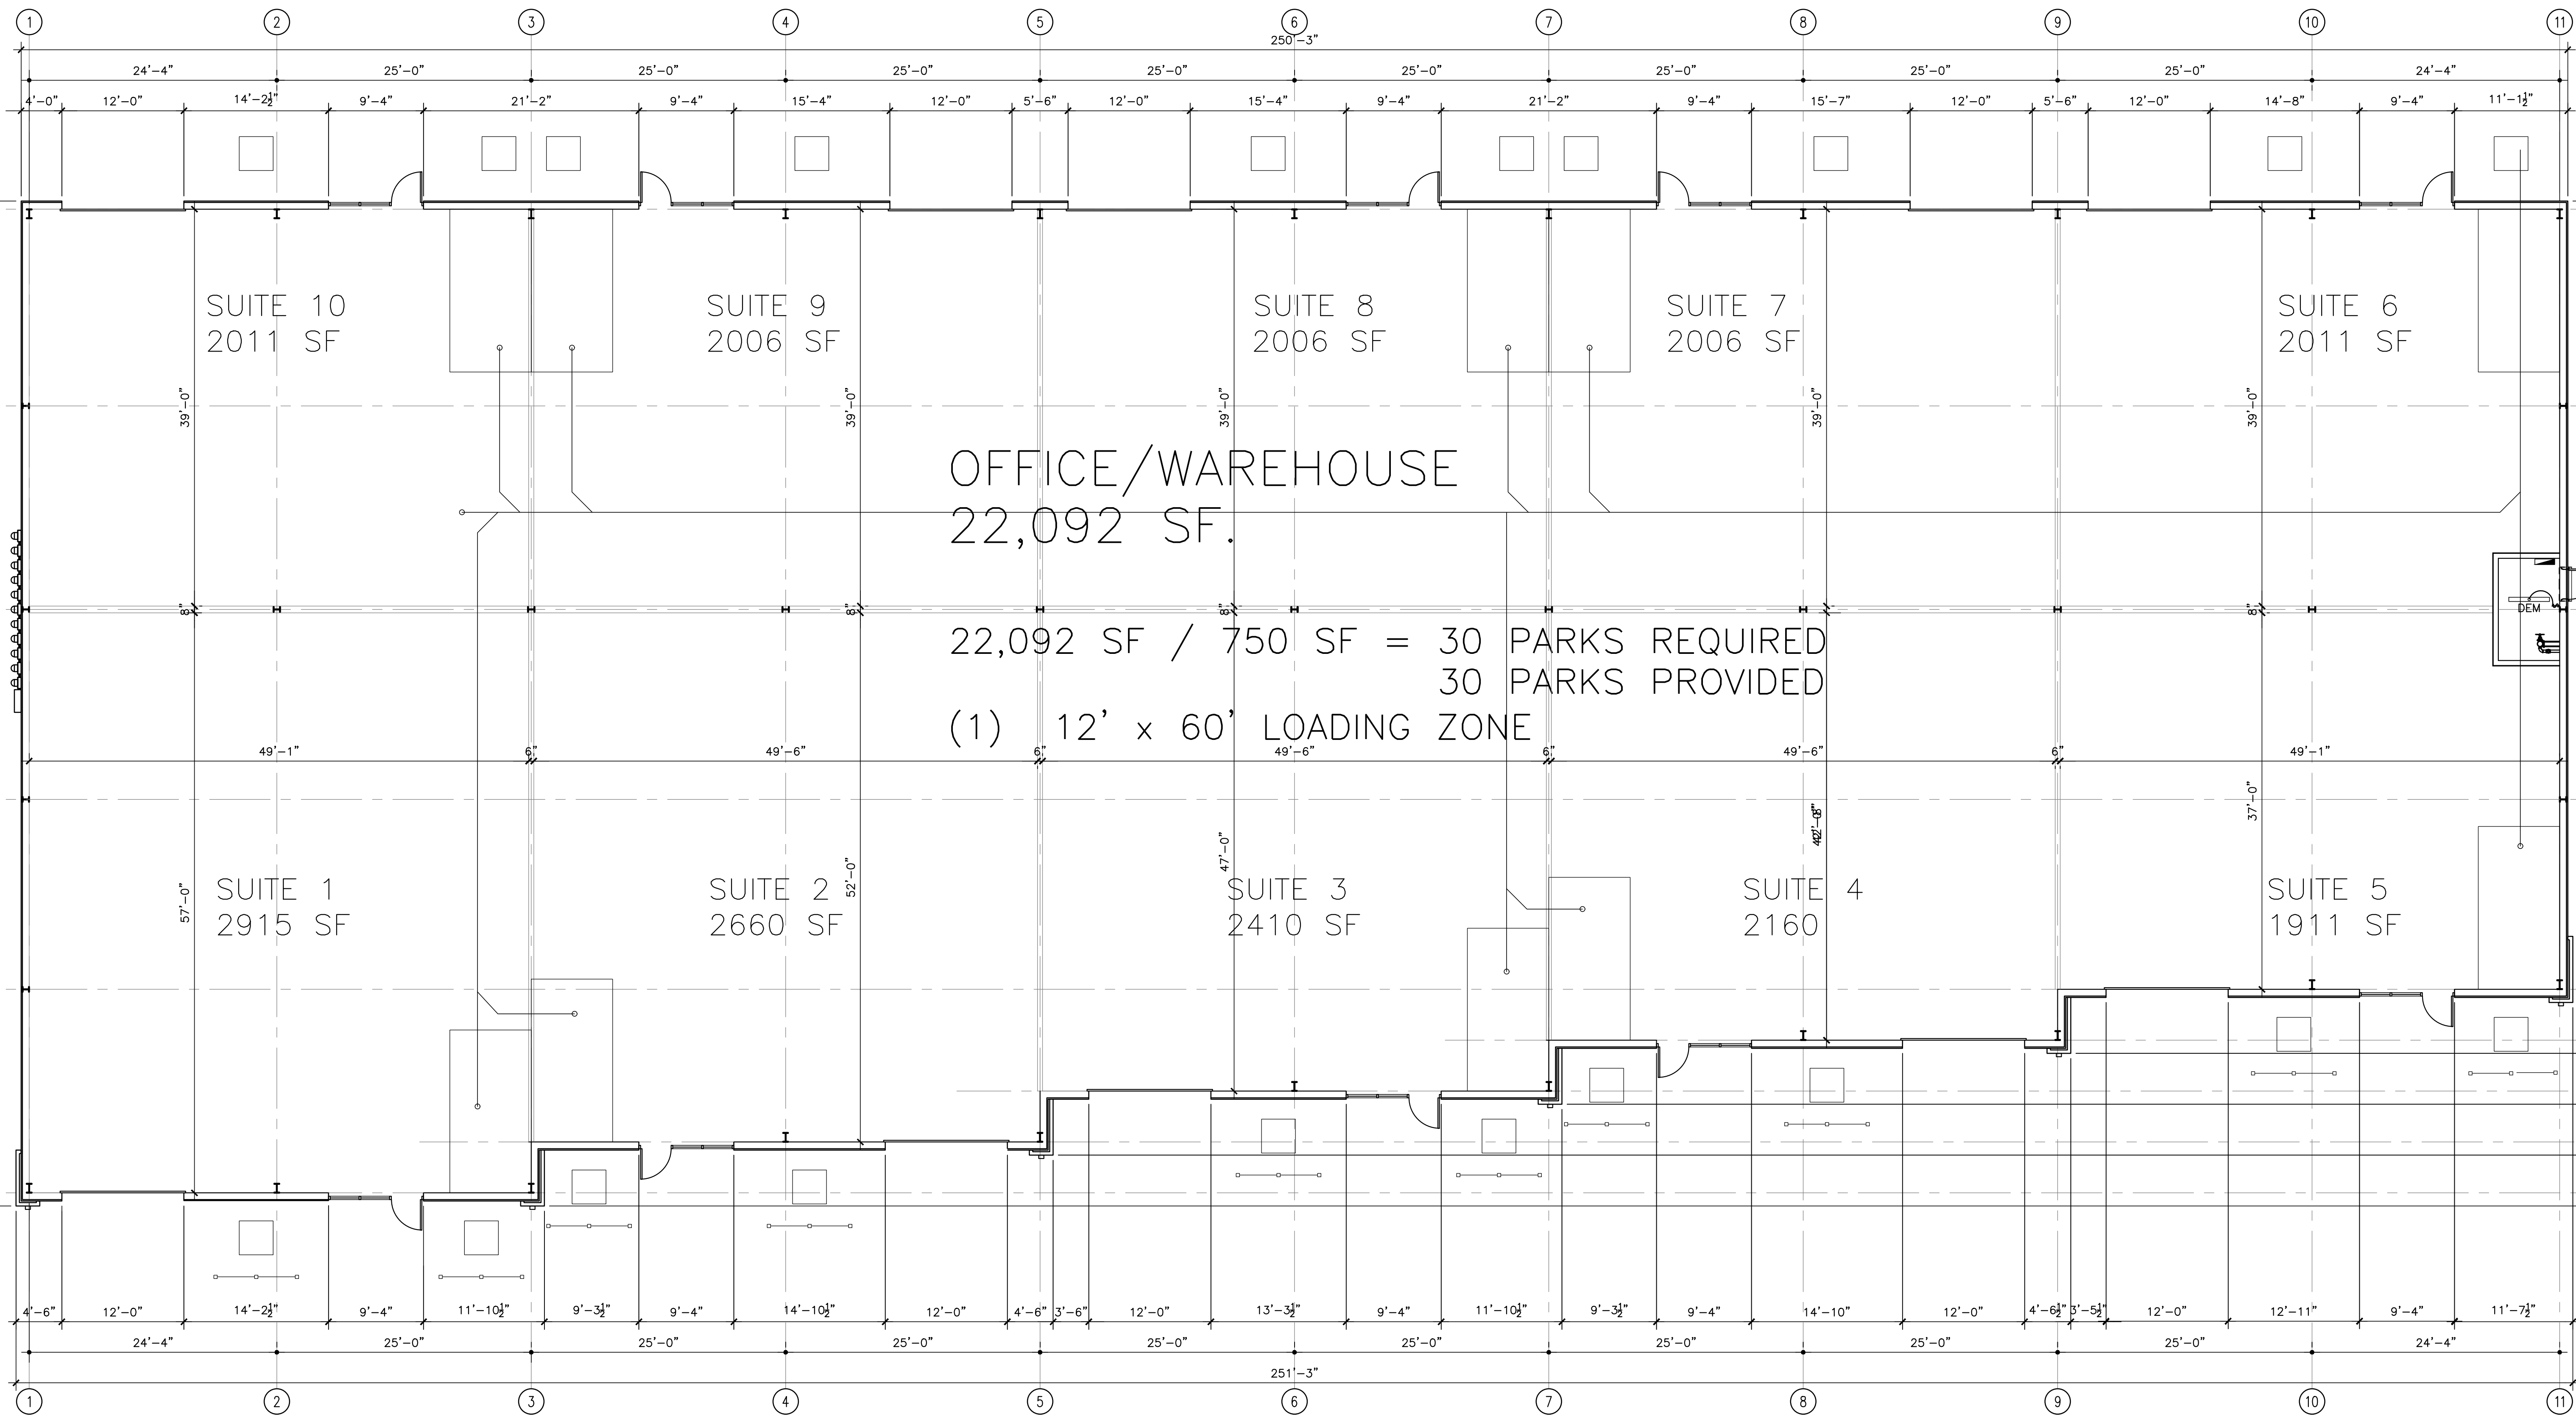 1 2 3 4 5 6 7 8 9 10 11
250'-3"
24'-4" 25'-0" 25'-0" 25'-0" 25'-0" 25'-0" 25'-0" 25'-0" 25'-0" 24'-4"
4'-0" 12'-0" 14'-2½" 9'-4" 21'-2" 9'-4" 15'-4" 12'-0" 5'-6" 12'-0" 15'-4" 9'-4" 21'-2" 9'-4" 15'-7" 12'-0" 5'-6" 12'-0" 14'-8" 9'-4" 11'-1½"
SUITE 10 SUITE 9 SUITE 8 SUITE 7 SUITE 6
2011 SF 2006 SF 2006 SF 2006 SF 2011 SF
39'-0" 39'-0" 39'-0" 39'-0" 39'-0"
OFFICE/WAREHOUSE
22,092 SF.
8" 8" 8" 8" DEM
22,092 SF / 750 SF = 30 PARKS REQUIRED
30 PARKS PROVIDED
(1) 12' x 60' LOADING ZONE
49'-1" 6" 49'-6" 6" 49'-6" 6" 49'-6" 6" 49'-1"
57'-0" 52'-0" 47'-0" 37'-0"
SUITE 1 SUITE 2 SUITE 3 SUITE 4 SUITE 5
2915 SF 2660 SF 2410 SF 2160 1911 SF
4'-6" 12'-0" 14'-2½" 9'-4" 11'-10½" 9'-3½" 9'-4" 14'-10½" 12'-0" 4'-6" 3'-6" 12'-0" 13'-3½" 9'-4" 11'-10½" 9'-3½" 9'-4" 14'-10" 12'-0" 4'-6½" 3'-5½" 12'-0" 12'-11" 9'-4" 11'-7½"
24'-4" 25'-0" 25'-0" 25'-0" 25'-0" 25'-0" 25'-0" 25'-0" 25'-0" 24'-4"
251'-3"
1 2 3 4 5 6 7 8 9 10 11